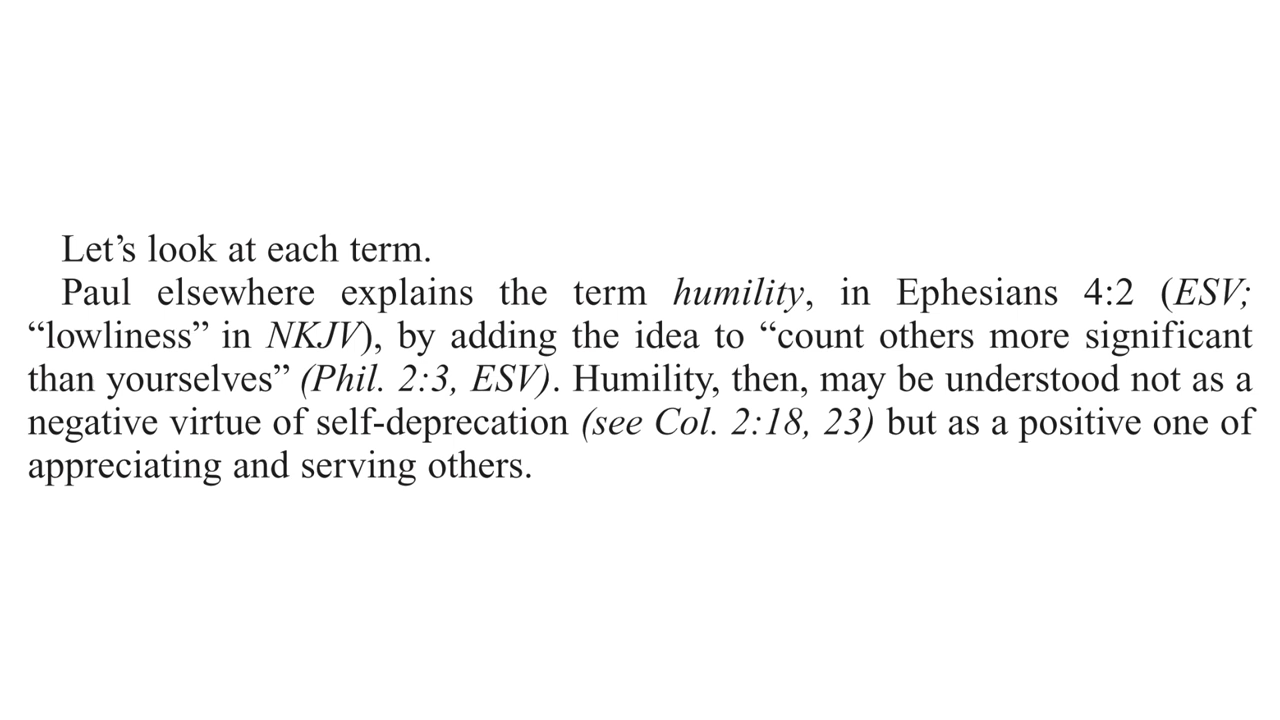 Let’s look at each term.
Paul elsewhere explains the term humility, in Ephesians 4:2 (ESV;
“lowliness” in NKJV), by adding the idea to “count others more significant
than yourselves” (Phil. 2:3, ESV). Humility, then, may be understood not as a
negative virtue of self-deprecation (see Col. 2:18, 23) but as a positive one of
appreciating and serving others.